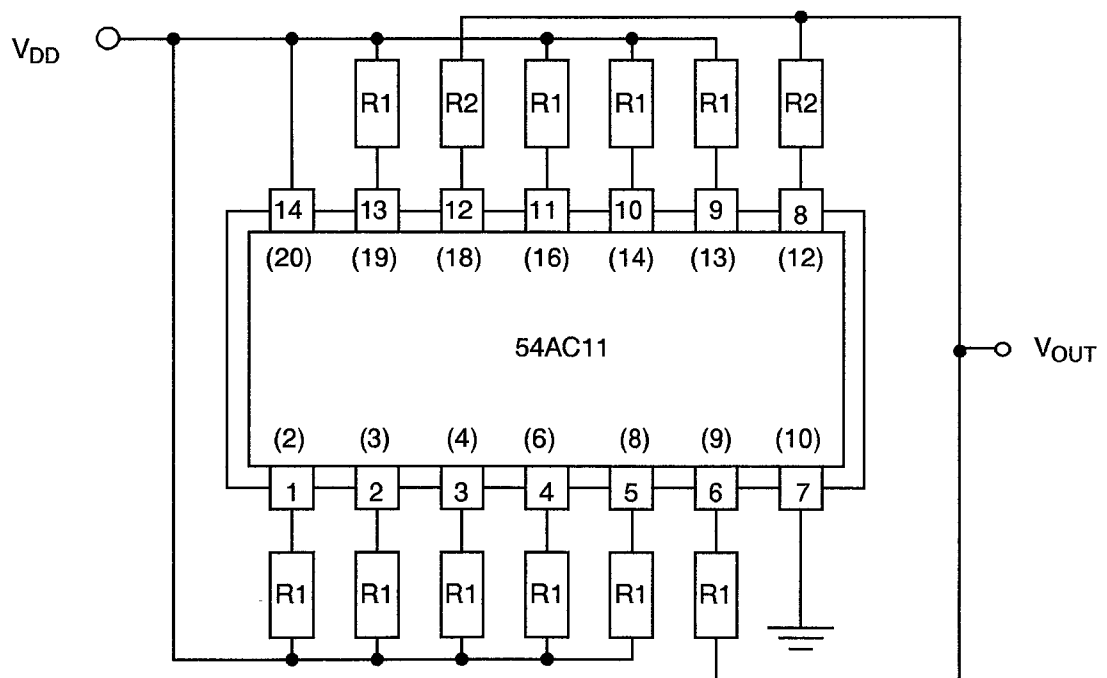 V_DD
R1 R2 R1 R1 R1 R2
14 13 12 11 10 9 8
(20) (19) (18) (16) (14) (13) (12)
54AC11
V_OUT
(2) (3) (4) (6) (8) (9) (10)
1 2 3 4 5 6 7
R1 R1 R1 R1 R1 R1